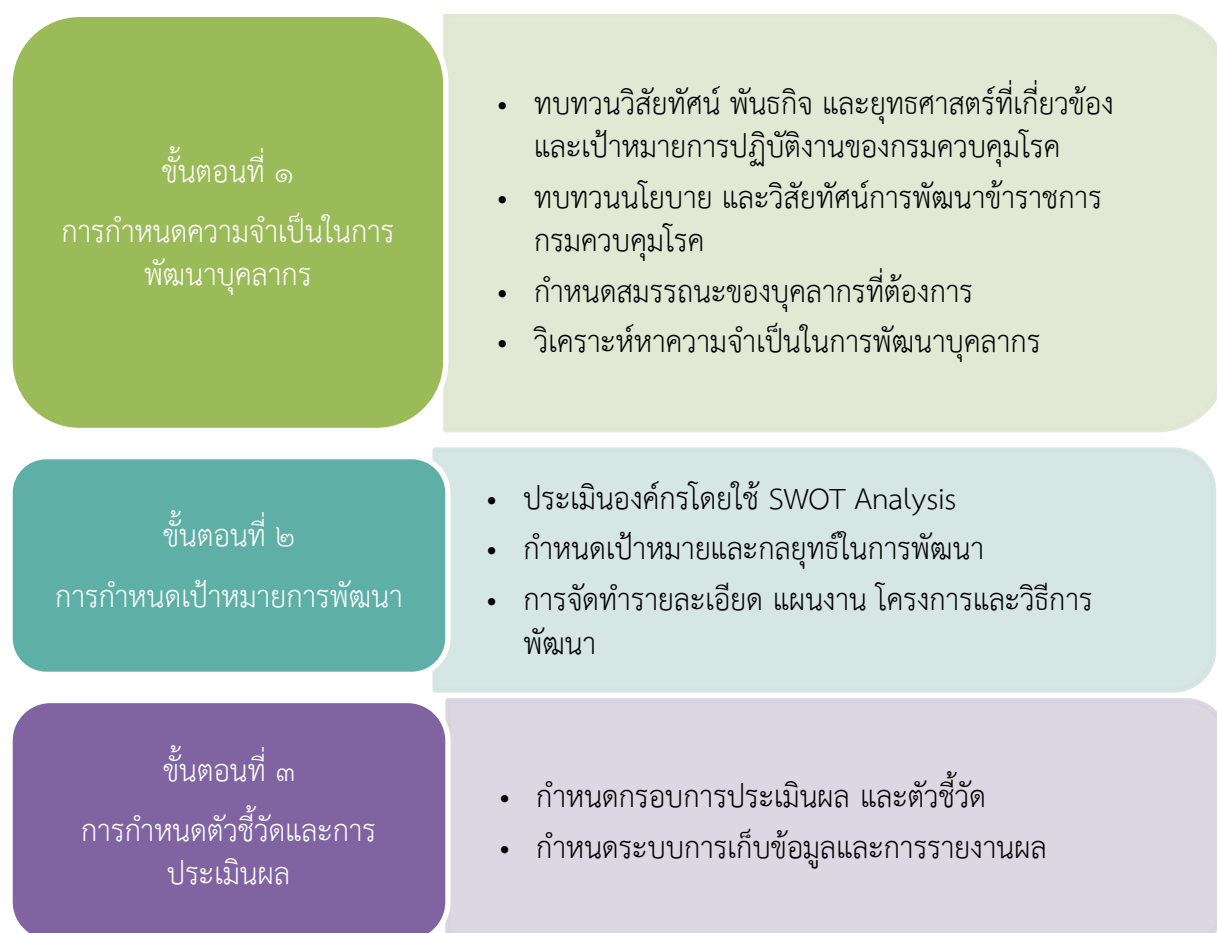 ขั้นตอนที่ ๑
การกำหนดความจำเป็นในการ
พัฒนาบุคลากร
• ทบทวนวิสัยทัศน์ พันธกิจ และยุทธศาสตร์ที่เกี่ยวข้อง
และเป้าหมายการปฏิบัติงานของกรมควบคุมโรค
• ทบทวนนโยบาย และวิสัยทัศน์การพัฒนาข้าราชการ
กรมควบคุมโรค
• กำหนดสมรรถนะของบุคลากรที่ต้องการ
• วิเคราะห์หาความจำเป็นในการพัฒนาบุคลากร
ขั้นตอนที่ ๒
การกำหนดเป้าหมายการพัฒนา
• ประเมินองค์กรโดยใช้ SWOT Analysis
• กำหนดเป้าหมายและกลยุทธ์ในการพัฒนา
• การจัดทำรายละเอียด แผนงาน โครงการและวิธีการ
พัฒนา
ขั้นตอนที่ ๓
การกำหนดตัวชี้วัดและการ
ประเมินผล
• กำหนดกรอบการประเมินผล และตัวชี้วัด
• กำหนดระบบการเก็บข้อมูลและการรายงานผล